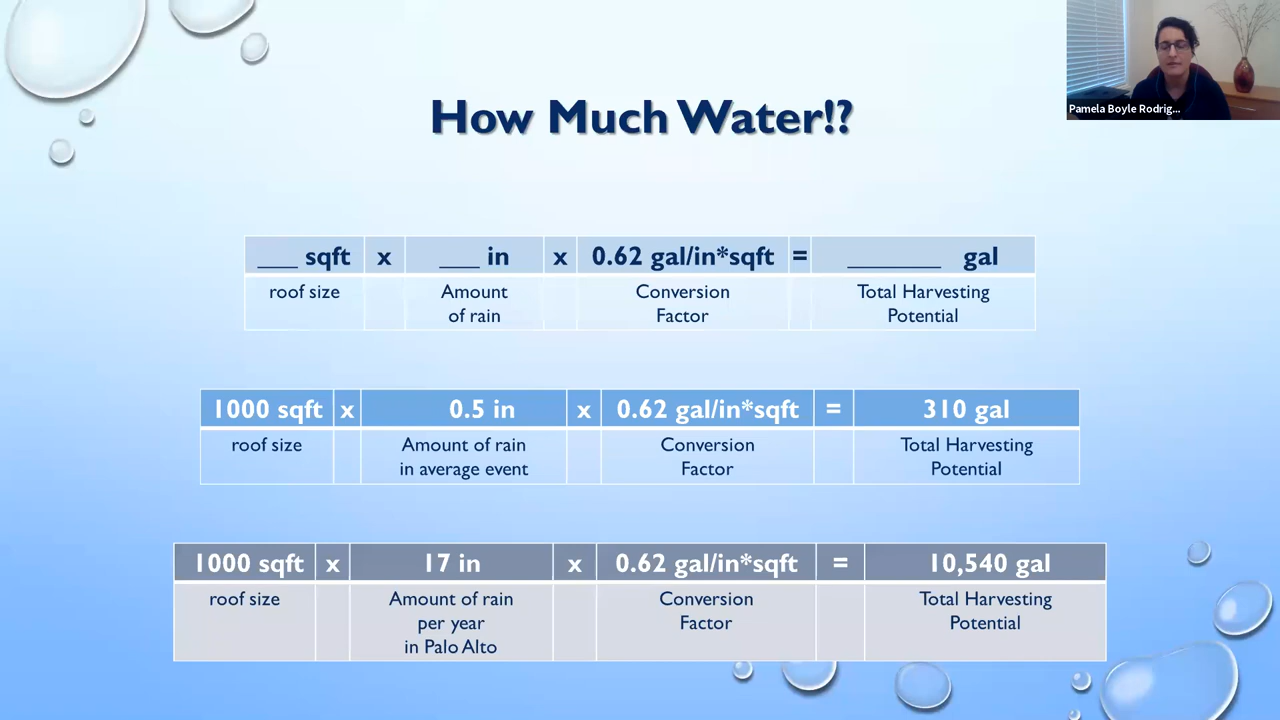 Pamela Boyle Rodrig...
How Much Water!?
___ sqft x ___ in x 0.62 gal/in*sqft = _______ gal
roof size Amount of rain Conversion Factor Total Harvesting Potential
1000 sqft x 0.5 in x 0.62 gal/in*sqft = 310 gal
roof size Amount of rain in average event Conversion Factor Total Harvesting Potential
1000 sqft x 17 in x 0.62 gal/in*sqft = 10,540 gal
roof size Amount of rain per year in Palo Alto Conversion Factor Total Harvesting Potential